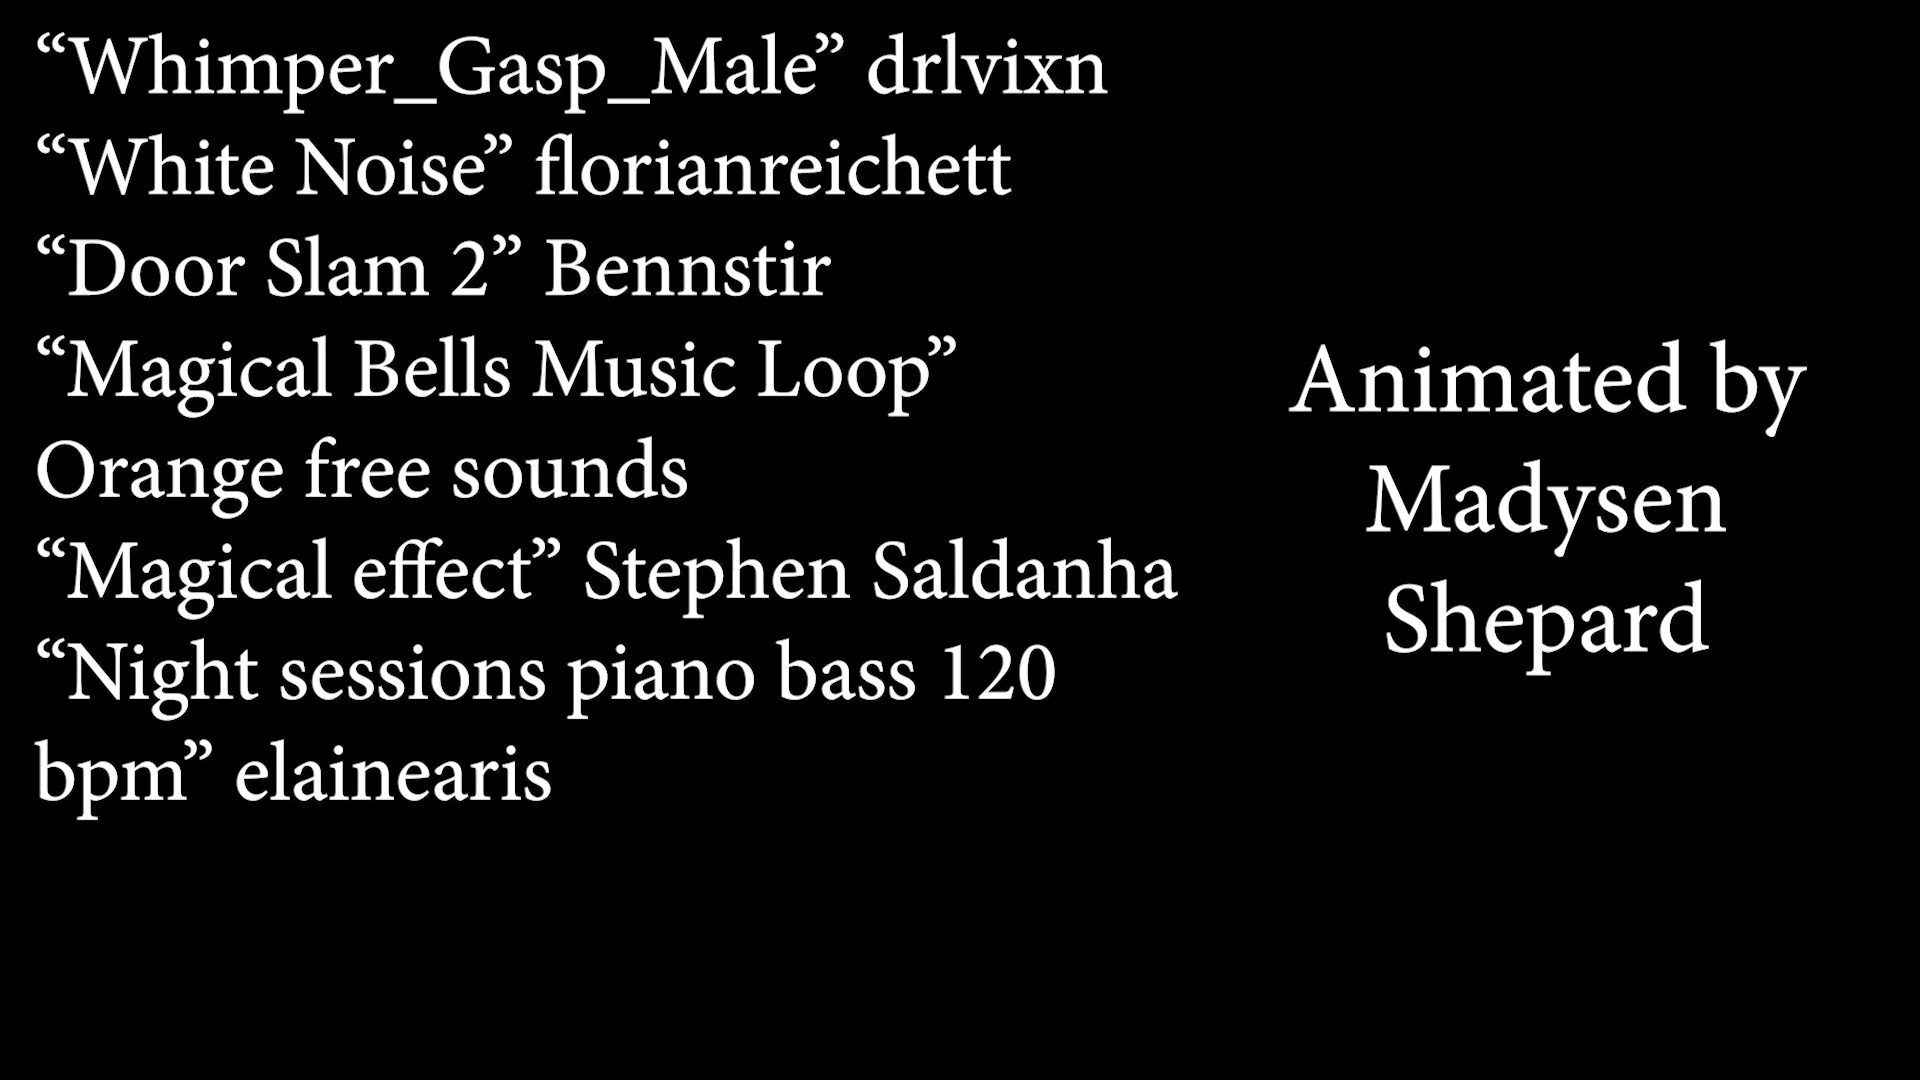 “Whimper_Gasp_Male” drlvixn
“White Noise” florianreichett
“Door Slam 2” Bennstir
“Magical Bells Music Loop”
Orange free sounds
“Magical effect” Stephen Saldanha
“Night sessions piano bass 120
bpm” elainearis
Animated by
Madysen
Shepard